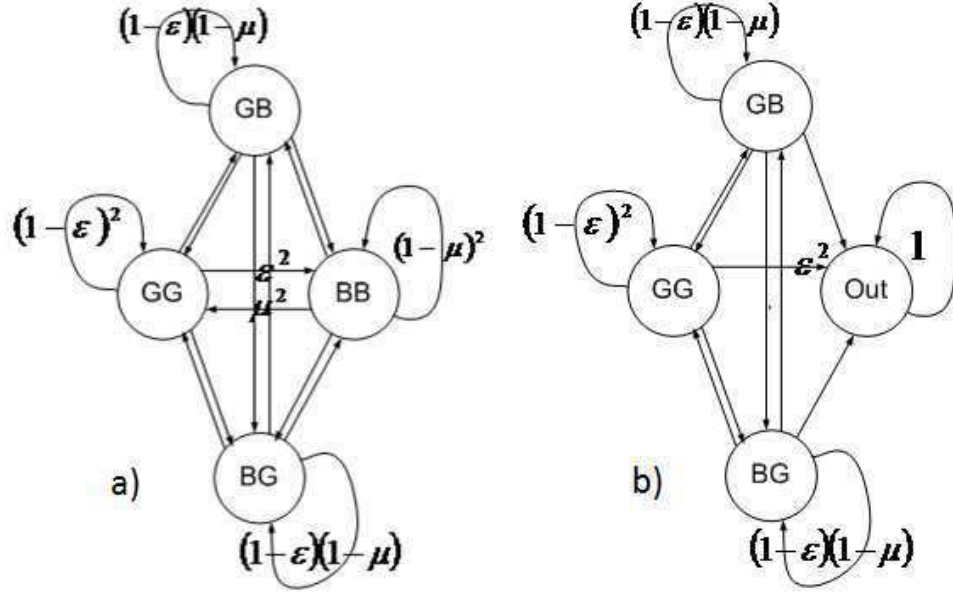 (1-ε)(1-μ)
GB
(1-ε)²
GG
ε²
μ²
BB
(1-μ)²
BG
(1-ε)(1-μ)
a)
(1-ε)(1-μ)
GB
(1-ε)²
GG
ε²
Out
1
BG
(1-ε)(1-μ)
b)